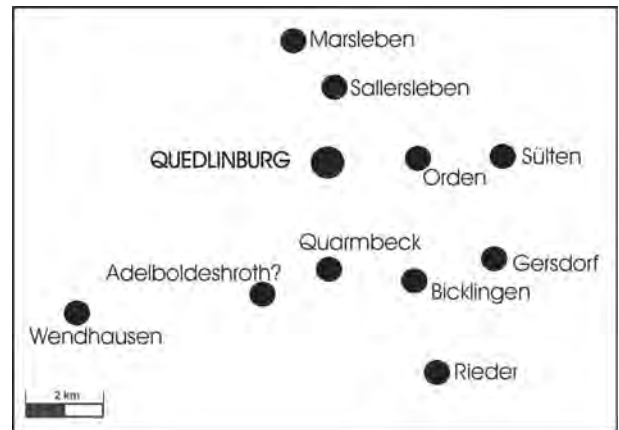 Marsleben
Sallersleben
QUEDLINBURG
Orden
Sülten
Quarmbeck
Adelboldeshroth?
Gersdorf
Bicklingen
Wendhausen
Rieder
2 km